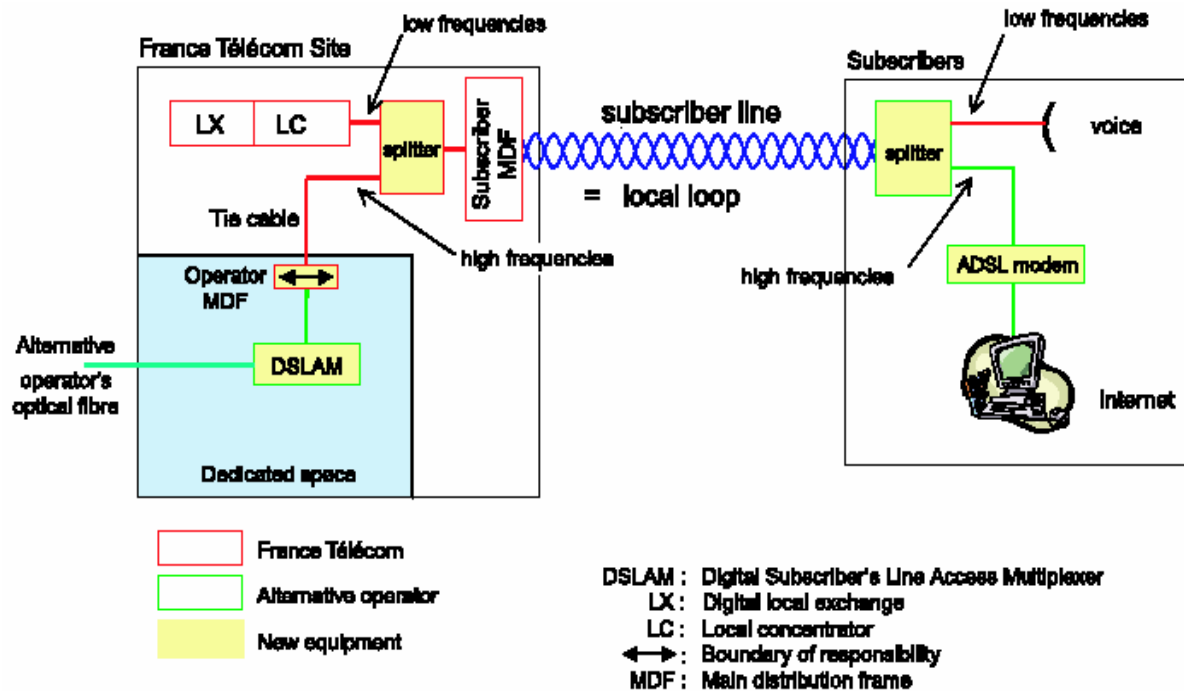 low frequencies
France Télécom Site
LX
LC
splitter
Subscriber
MDF
subscriber line
= local loop
Tie cable
high frequencies
Operator
MDF
DSLAM
Alternative
operator's
optical fibre
Dedicated space
low frequencies
Subscribers
splitter
voice
high frequencies
ADSL modem
Internet
France Télécom
Alternative operator
New equipment
DSLAM : Digital Subscriber's Line Access Multiplexer
LX : Digital local exchange
LC : Local concentrator
: Boundary of responsibility
MDF : Main distribution frame